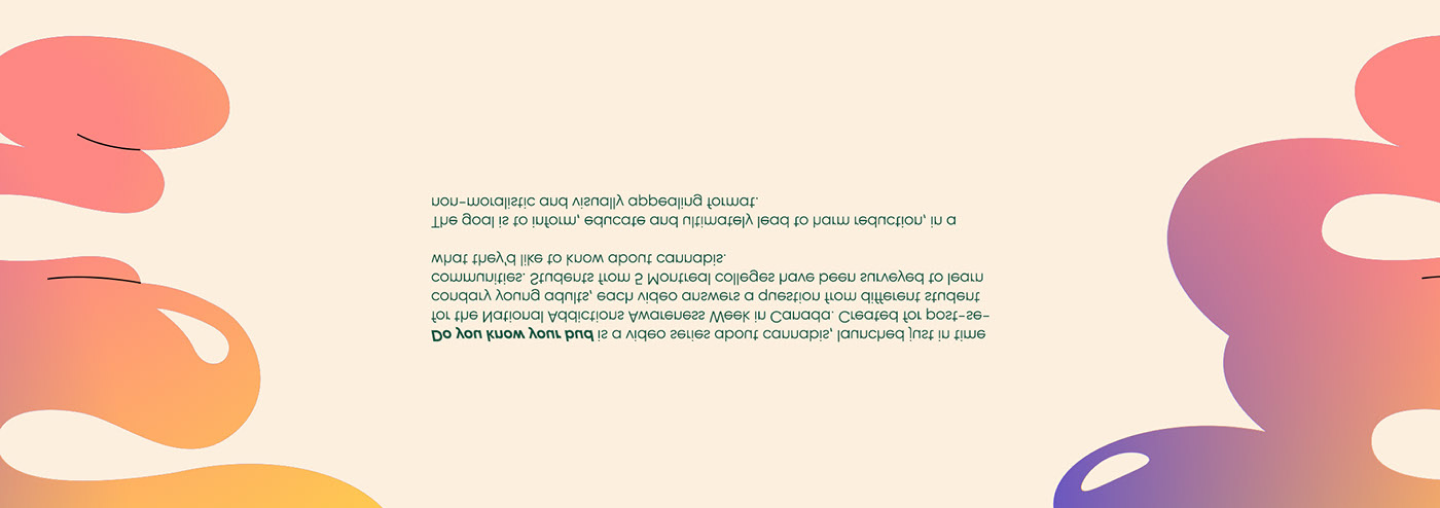 Do you know your bud is a video series about cannabis, launched just in time
for the National Addictions Awareness Week in Canada. Created for post-se-
condary young adults, each video answers a question from different student
communities. Students from 5 Montreal colleges have been surveyed to learn
what they'd like to know about cannabis.
The goal is to inform, educate and ultimately lead to harm reduction, in a
non-moralistic and visually appealing format.